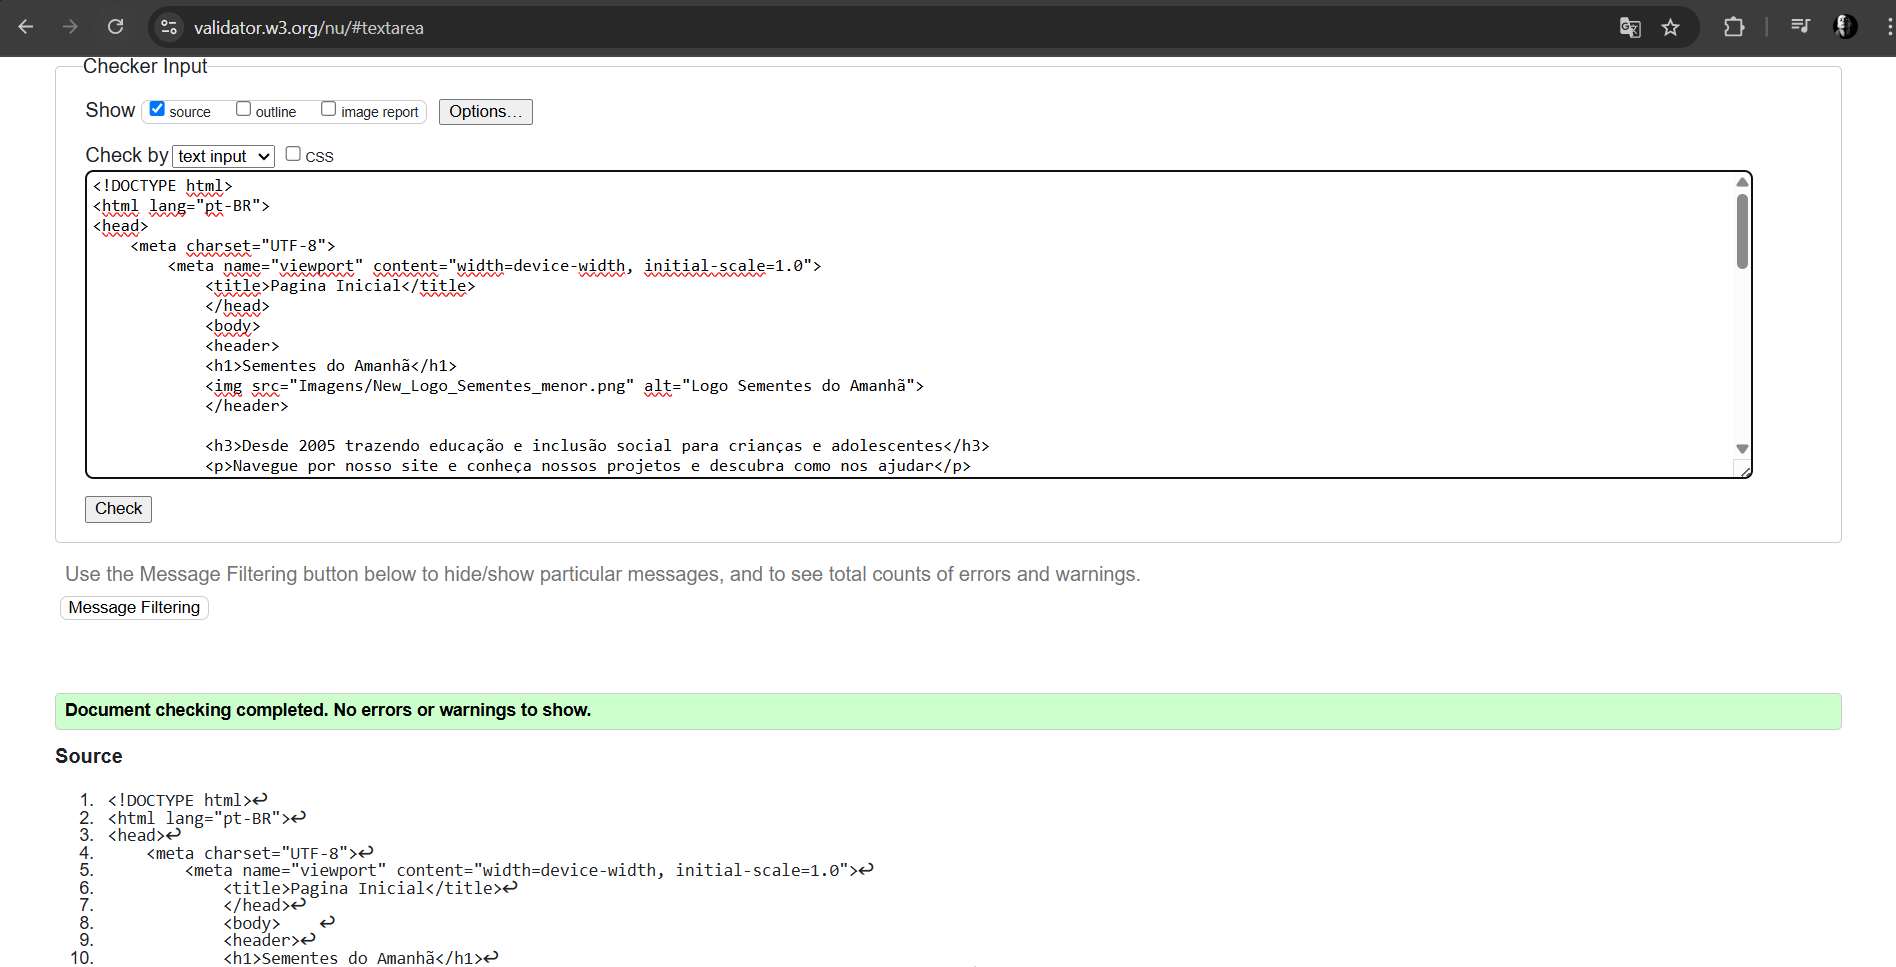 validator.w3.org/nu/#textarea
Checker Input
Show source outline image report Options...
Check by text input CSS
<!DOCTYPE html>
<html lang="pt-BR">
<head>
<meta charset="UTF-8">
<meta name="viewport" content="width=device-width, initial-scale=1.0">
<title>Pagina Inicial</title>
</head>
<body>
<header>
<h1>Sementes do Amanhã</h1>
<img src="Imagens/New_Logo_Sementes_menor.png" alt="Logo Sementes do Amanhã">
</header>
<h3>Desde 2005 trazendo educação e inclusão social para crianças e adolescentes</h3>
<p>Navegue por nosso site e conheça nossos projetos e descubra como nos ajudar</p>
Check
Use the Message Filtering button below to hide/show particular messages, and to see total counts of errors and warnings.
Message Filtering
Document checking completed. No errors or warnings to show.
Source
1. <!DOCTYPE html>↩
2. <html lang="pt-BR">↩
3. <head>↩
4. <meta charset="UTF-8">↩
5. <meta name="viewport" content="width=device-width, initial-scale=1.0">↩
6. <title>Pagina Inicial</title>↩
7. </head>↩
8. <body> ↩
9. <header>↩
10. <h1>Sementes do Amanhã</h1>↩